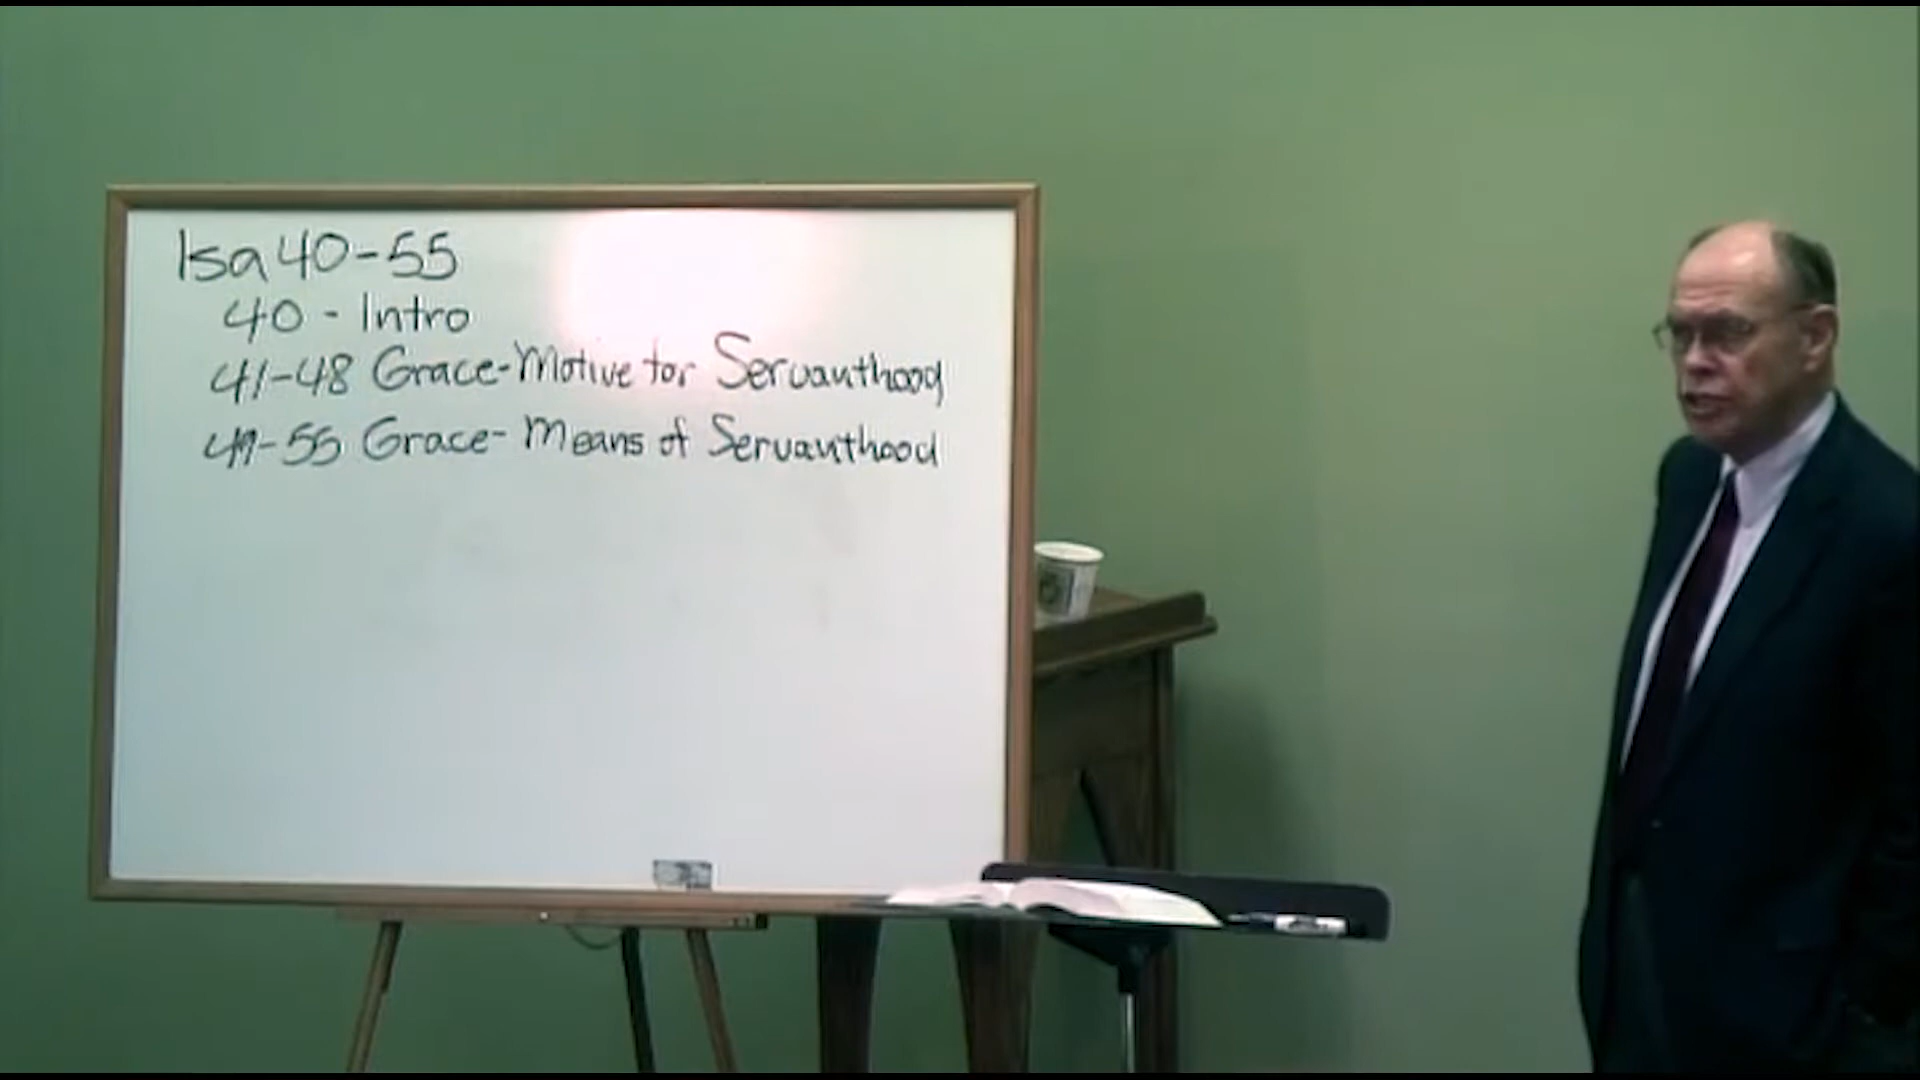 Isa 40-55
40 - Intro
41-48 Grace-Motive for Servanthood
49-55 Grace-Means of Servanthood